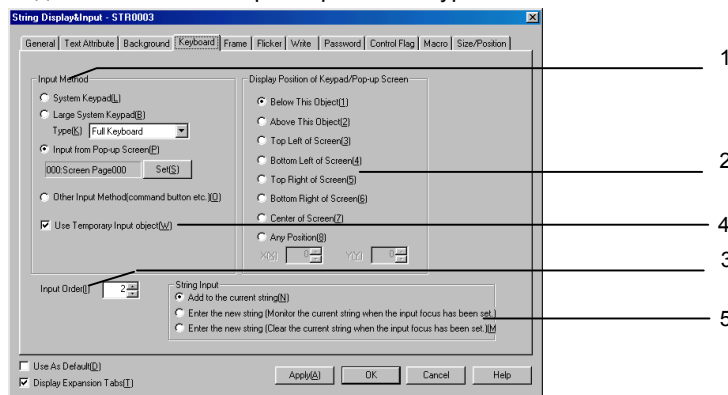 String Display&Input - STR0003
General Text Attribute Background Keyboard Frame Flicker Write Password Control Flag Macro Size/Position
Input Method
System Keypad(L)
Large System Keypad(B)
Type(K) Full Keyboard
Input from Pop-up Screen(P)
000:Screen Page000 Set(S)
Other Input Method(command button etc.)(O)
Use Temporary Input object(W)
Display Position of Keypad/Pop-up Screen
Below This Object(1)
Above This Object(2)
Top Left of Screen(3)
Bottom Left of Screen(4)
Top Right of Screen(5)
Bottom Right of Screen(6)
Center of Screen(7)
Any Position(8)
X(X) 0 Y(Y) 0
Input Order(I) 2
String Input
Add to the current string(N)
Enter the new string (Monitor the current string when the input focus has been set.)
Enter the new string (Clear the current string when the input focus has been set.)(M
Use As Default(D)
Display Expansion Tabs(T)
Apply(A) OK Cancel Help
1
2
4
3
5